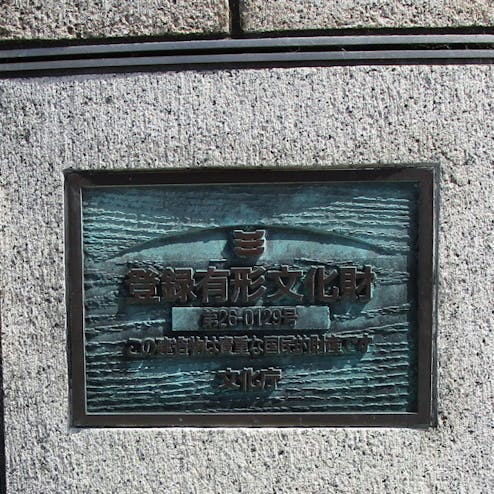 登録有形文化財
第26-0129号
この建造物は貴重な国民的財産です
文化庁